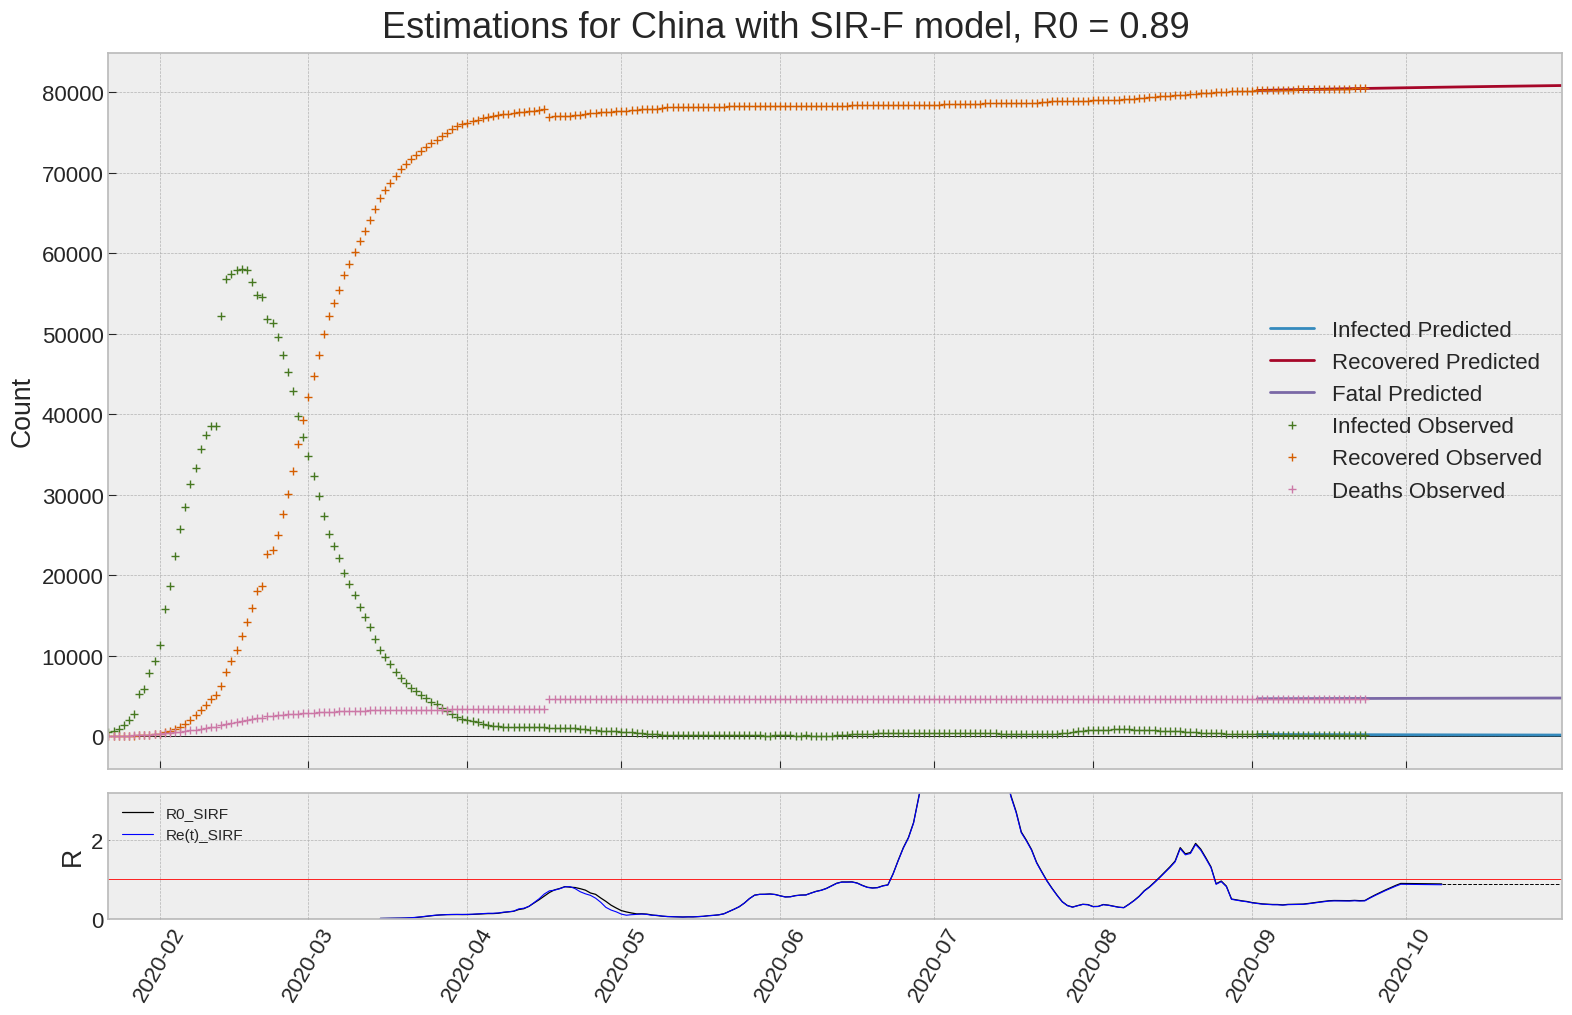 Estimations for China with SIR-F model, R0 = 0.89
Count
80000
70000
60000
50000
40000
30000
20000
10000
0
Infected Predicted
Recovered Predicted
Fatal Predicted
Infected Observed
Recovered Observed
Deaths Observed
R
2
0
R0_SIRF
Re(t)_SIRF
2020-02
2020-03
2020-04
2020-05
2020-06
2020-07
2020-08
2020-09
2020-10